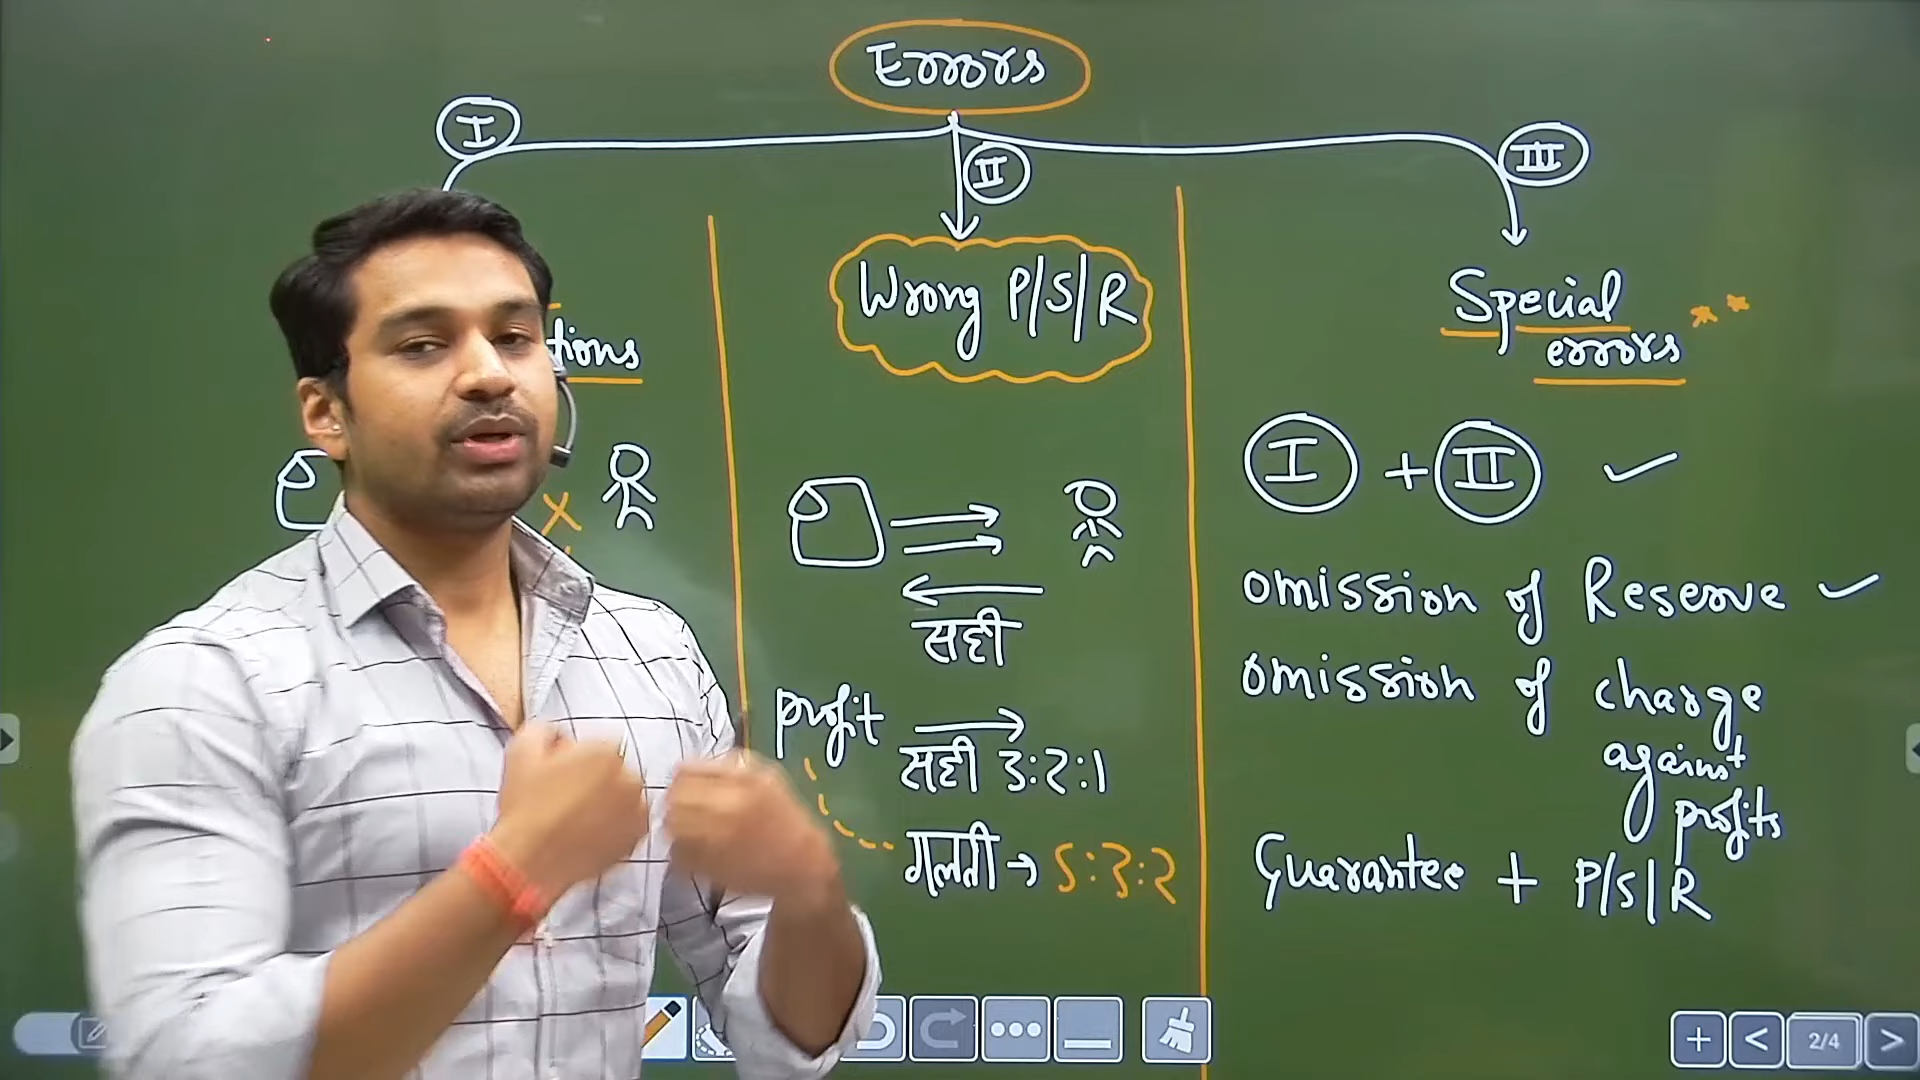 Errors
I
II
III
tions
Wrong P/S/R
Special
errors
सही
profit
सही 3:2:1
गलती → 5:3:2
I + II
omission of Reserve
omission of charge
against
profits
Guarantee + P/S/R
2/4